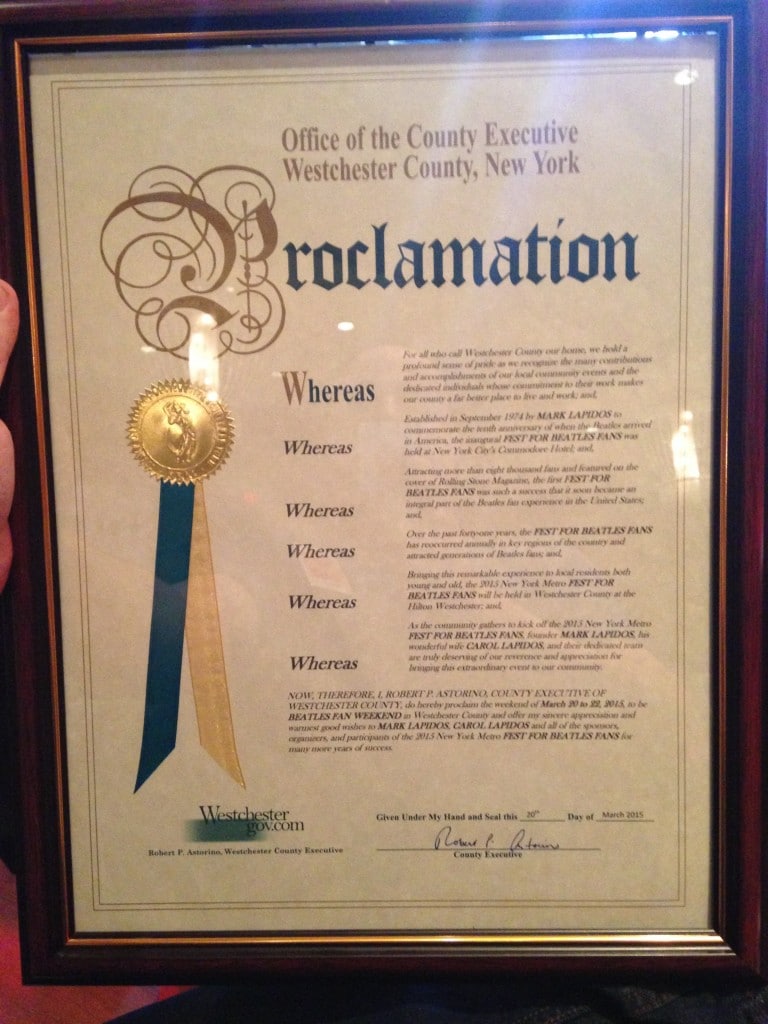 Office of the County Executive
Westchester County, New York
Proclamation
Whereas
For all who call Westchester County our home, we hold a
profound sense of pride as we recognize the many contributions
and accomplishments of our local community events and the
dedicated individuals whose commitment to their work makes
our county a far better place to live and work; and,
Whereas
Established in September 1974 by MARK LAPIDOS to
commemorate the tenth anniversary of when the Beatles arrived
in America, the inaugural FEST FOR BEATLES FANS was
held at New York City's Commodore Hotel; and,
Whereas
Attracting more than eight thousand fans and featured on the
cover of Rolling Stone Magazine, the first FEST FOR
BEATLES FANS was such a success that it soon became an
integral part of the Beatles fan experience in the United States;
and,
Whereas
Over the past forty-one years, the FEST FOR BEATLES FANS
has reoccurred annually in key regions of the country and
attracted generations of Beatles fans; and,
Whereas
Bringing this remarkable experience to local residents both
young and old, the 2015 New York Metro FEST FOR
BEATLES FANS will be held in Westchester County at the
Hilton Westchester; and,
Whereas
As the community gathers to kick off the 2015 New York Metro
FEST FOR BEATLES FANS, founder MARK LAPIDOS, his
wonderful wife CAROL LAPIDOS, and their dedicated team
are truly deserving of our reverence and appreciation for
bringing this extraordinary event to our community.
NOW, THEREFORE, I, ROBERT P. ASTORINO, COUNTY EXECUTIVE OF
WESTCHESTER COUNTY, do hereby proclaim the weekend of March 20 to 22, 2015, to be
BEATLES FAN WEEKEND in Westchester County and offer my sincere appreciation and
warmest good wishes to MARK LAPIDOS, CAROL LAPIDOS and all of the sponsors,
organizers, and participants of the 2015 New York Metro FEST FOR BEATLES FANS for
many more years of success.
Westchester
gov.com
Robert P. Astorino, Westchester County Executive
Given Under My Hand and Seal this 20th Day of March 2015
Robert P. Astorino
County Executive